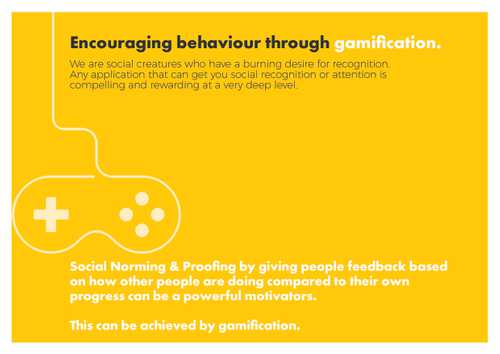 Encouraging behaviour through gamification.
We are social creatures who have a burning desire for recognition.
Any application that can get you social recognition or attention is
compelling and rewarding at a very deep level.
Social Norming & Proofing by giving people feedback based
on how other people are doing compared to their own
progress can be a powerful motivators.
This can be achieved by gamification.